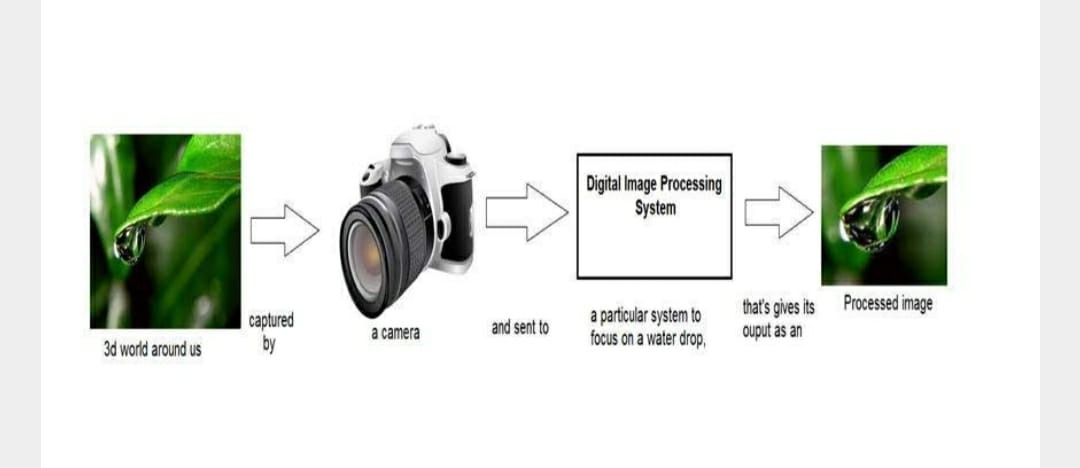 Digital Image Processing
System
3d world around us
captured
by
a camera
and sent to
a particular system to
focus on a water drop,
that's gives its
ouput as an
Processed image